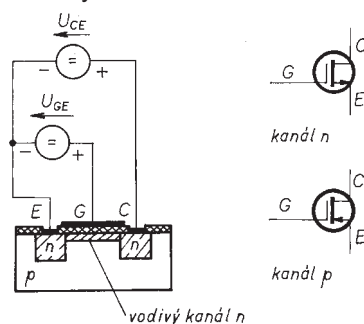 U_CE
− = +
U_GE
− = +
E G C
n n
p
vodivý kanál n
C
G
E
kanál n
C
G
E
kanál p